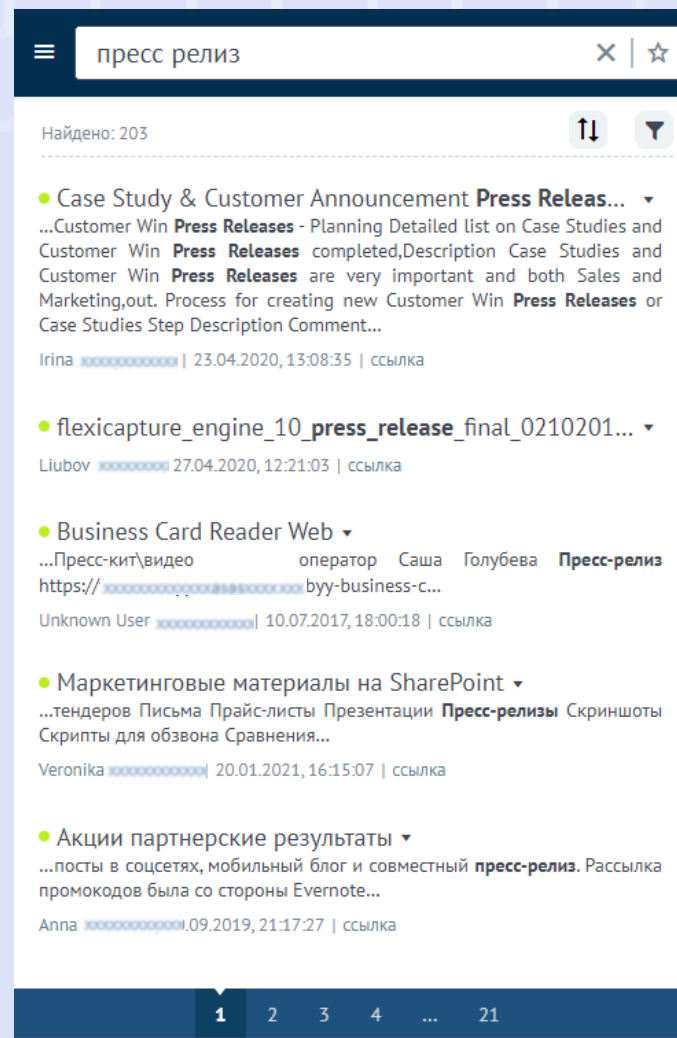 пресс релиз
Найдено: 203
Case Study & Customer Announcement Press Releas...
...Customer Win Press Releases - Planning Detailed list on Case Studies and
Customer Win Press Releases completed,Description Case Studies and
Customer Win Press Releases are very important and both Sales and
Marketing,out. Process for creating new Customer Win Press Releases or
Case Studies Step Description Comment...
Irina | 23.04.2020, 13:08:35 | ссылка
flexicapture_engine_10_press_release_final_0210201...
Liubov 27.04.2020, 12:21:03 | ссылка
Business Card Reader Web
...Пресс-кит\видео оператор Саша Голубева Пресс-релиз
https:// byy-business-c...
Unknown User | 10.07.2017, 18:00:18 | ссылка
Маркетинговые материалы на SharePoint
...тендеров Письма Прайс-листы Презентации Пресс-релизы Скриншоты
Скрипты для обзвона Сравнения...
Veronika | 20.01.2021, 16:15:07 | ссылка
Акции партнерские результаты
...посты в соцсетях, мобильный блог и совместный пресс-релиз. Рассылка
промокодов была со стороны Evernote...
Anna .09.2019, 21:17:27 | ссылка
1 2 3 4 ... 21